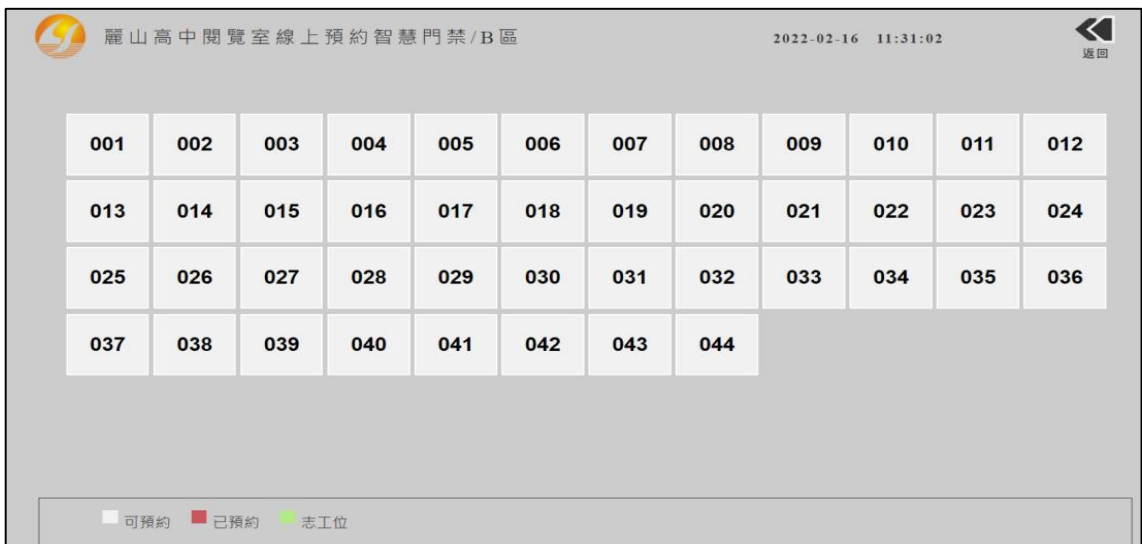 麗山高中閱覽室線上預約智慧門禁/B區 2022-02-16 11:31:02
返回
001 002 003 004 005 006 007 008 009 010 011 012
013 014 015 016 017 018 019 020 021 022 023 024
025 026 027 028 029 030 031 032 033 034 035 036
037 038 039 040 041 042 043 044
可預約 已預約 志工位